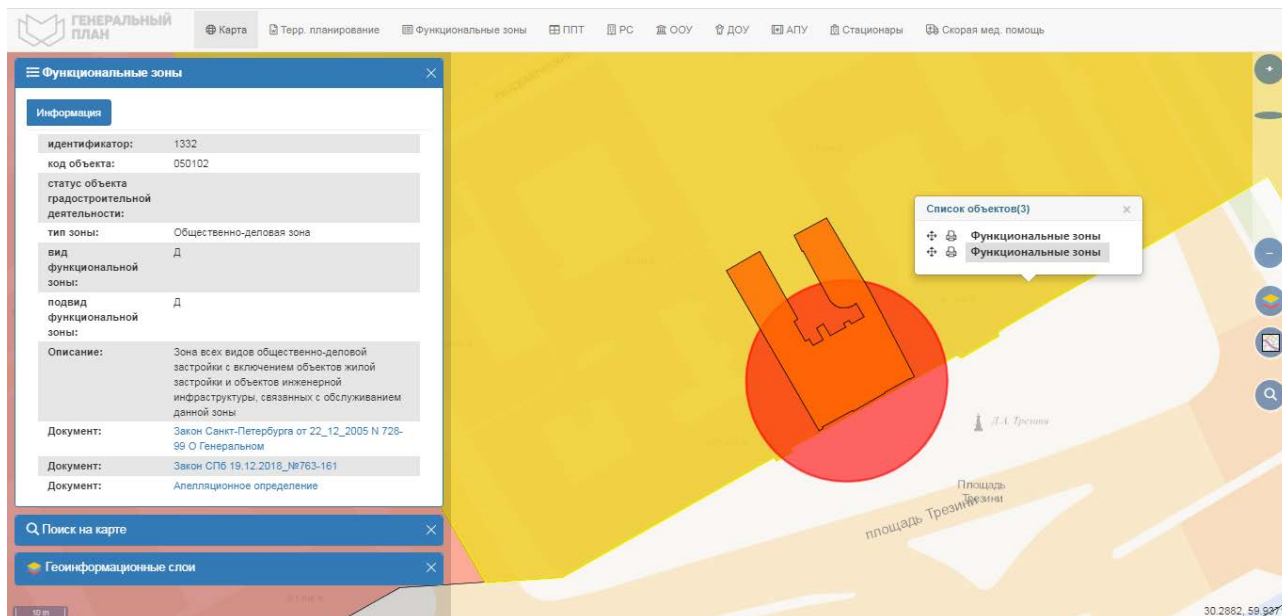 ГЕНЕРАЛЬНЫЙ
ПЛАН
Карта
Терр. планирование
Функциональные зоны
ППТ
РС
ООУ
ДОУ
АПУ
Стационары
Скорая мед. помощь
Функциональные зоны
Информация
идентификатор: 1332
код объекта: 050102
статус объекта
градостроительной
деятельности:
тип зоны: Общественно-деловая зона
вид Д
функциональной
зоны:
подвид Д
функциональной
зоны:
Описание: Зона всех видов общественно-деловой
застройки с включением объектов жилой
застройки и объектов инженерной
инфраструктуры, связанных с обслуживанием
данной зоны
Документ: Закон Санкт-Петербурга от 22_12_2005 N 728-
99 О Генеральном
Документ: Закон СПб 19.12.2018_№763-161
Документ: Апелляционное определение
Поиск на карте
Геоинформационные слои
10 m
Список объектов(3)
Функциональные зоны
Функциональные зоны
Д.А. Трезини
Площадь
Трезини
площадь Трезини
30.2882, 59.937